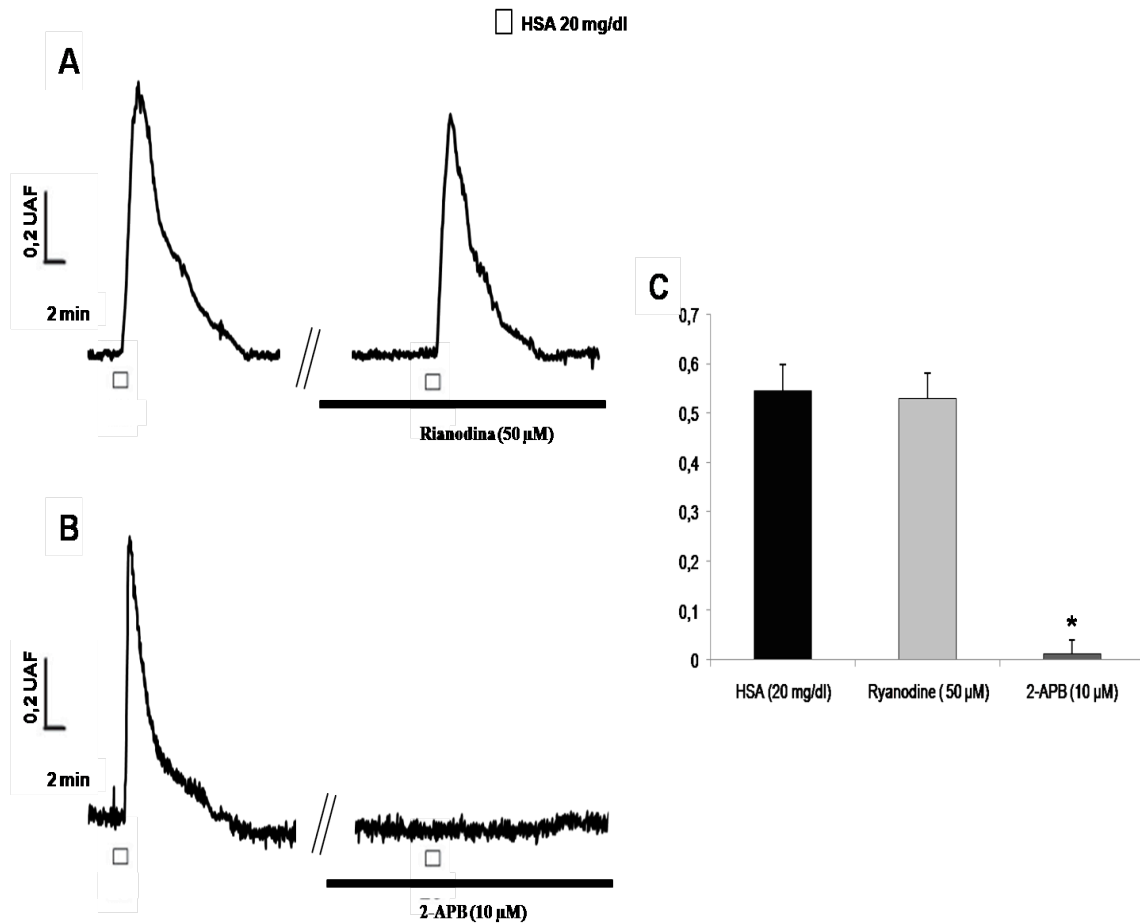 HSA 20 mg/dl
A
0,2 UAF
2 min
Rianodina (50 µM)
B
0,2 UAF
2 min
2-APB (10 µM)
C
0,7
0,6
0,5
0,4
0,3
0,2
0,1
0
*
HSA (20 mg/dl)
Ryanodine ( 50 µM)
2-APB (10 µM)